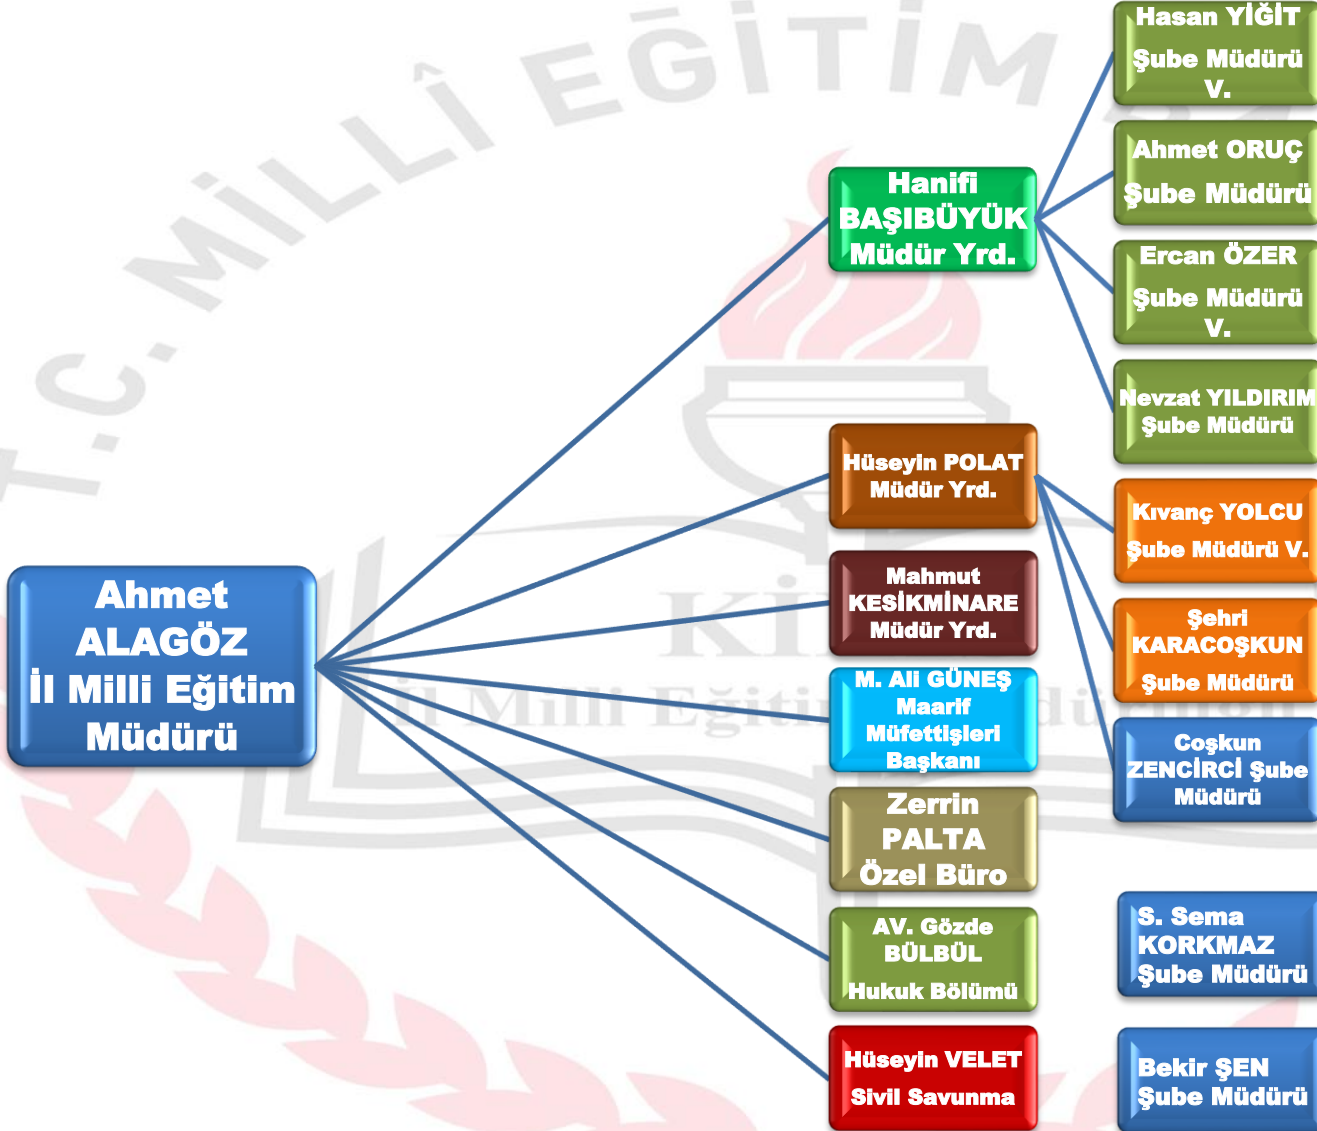 T.C. MİLLÎ EĞİTİM
İl Milli Eğitim
Ahmet
ALAGÖZ
İl Milli Eğitim
Müdürü
Hanifi
BAŞIBÜYÜK
Müdür Yrd.
Hüseyin POLAT
Müdür Yrd.
Mahmut
KESİKMİNARE
Müdür Yrd.
M. Ali GÜNEŞ
Maarif
Müfettişleri
Başkanı
Zerrin
PALTA
Özel Büro
AV. Gözde
BÜLBÜL
Hukuk Bölümü
Hüseyin VELET
Sivil Savunma
Hasan YİĞİT
Şube Müdürü
V.
Ahmet ORUÇ
Şube Müdürü
Ercan ÖZER
Şube Müdürü
V.
Nevzat YILDIRIM
Şube Müdürü
Kıvanç YOLCU
Şube Müdürü V.
Şehri
KARACOŞKUN
Şube Müdürü
Coşkun
ZENCİRCİ Şube
Müdürü
S. Sema
KORKMAZ
Şube Müdürü
Bekir ŞEN
Şube Müdürü